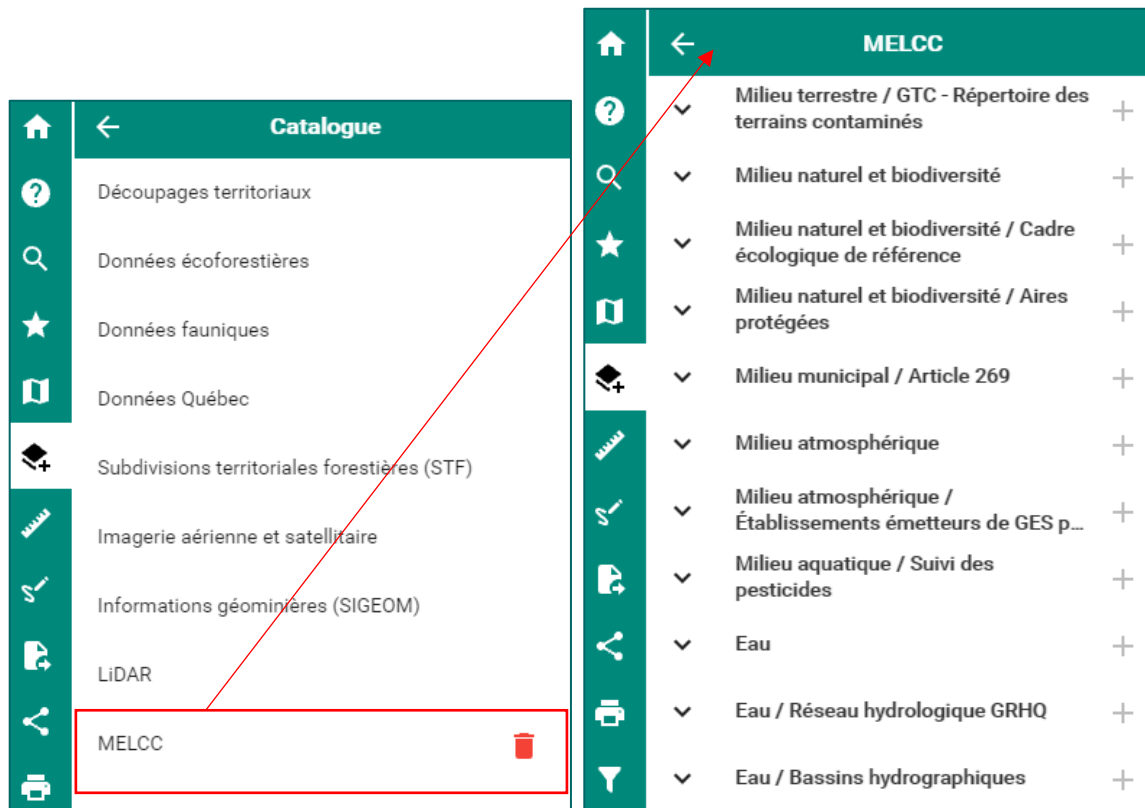 Catalogue
Découpages territoriaux
Données écoforestières
Données fauniques
Données Québec
Subdivisions territoriales forestières (STF)
Imagerie aérienne et satellitaire
Informations géominières (SIGEOM)
LiDAR
MELCC
MELCC
Milieu terrestre / GTC - Répertoire des
terrains contaminés
Milieu naturel et biodiversité
Milieu naturel et biodiversité / Cadre
écologique de référence
Milieu naturel et biodiversité / Aires
protégées
Milieu municipal / Article 269
Milieu atmosphérique
Milieu atmosphérique /
Établissements émetteurs de GES p...
Milieu aquatique / Suivi des
pesticides
Eau
Eau / Réseau hydrologique GRHQ
Eau / Bassins hydrographiques